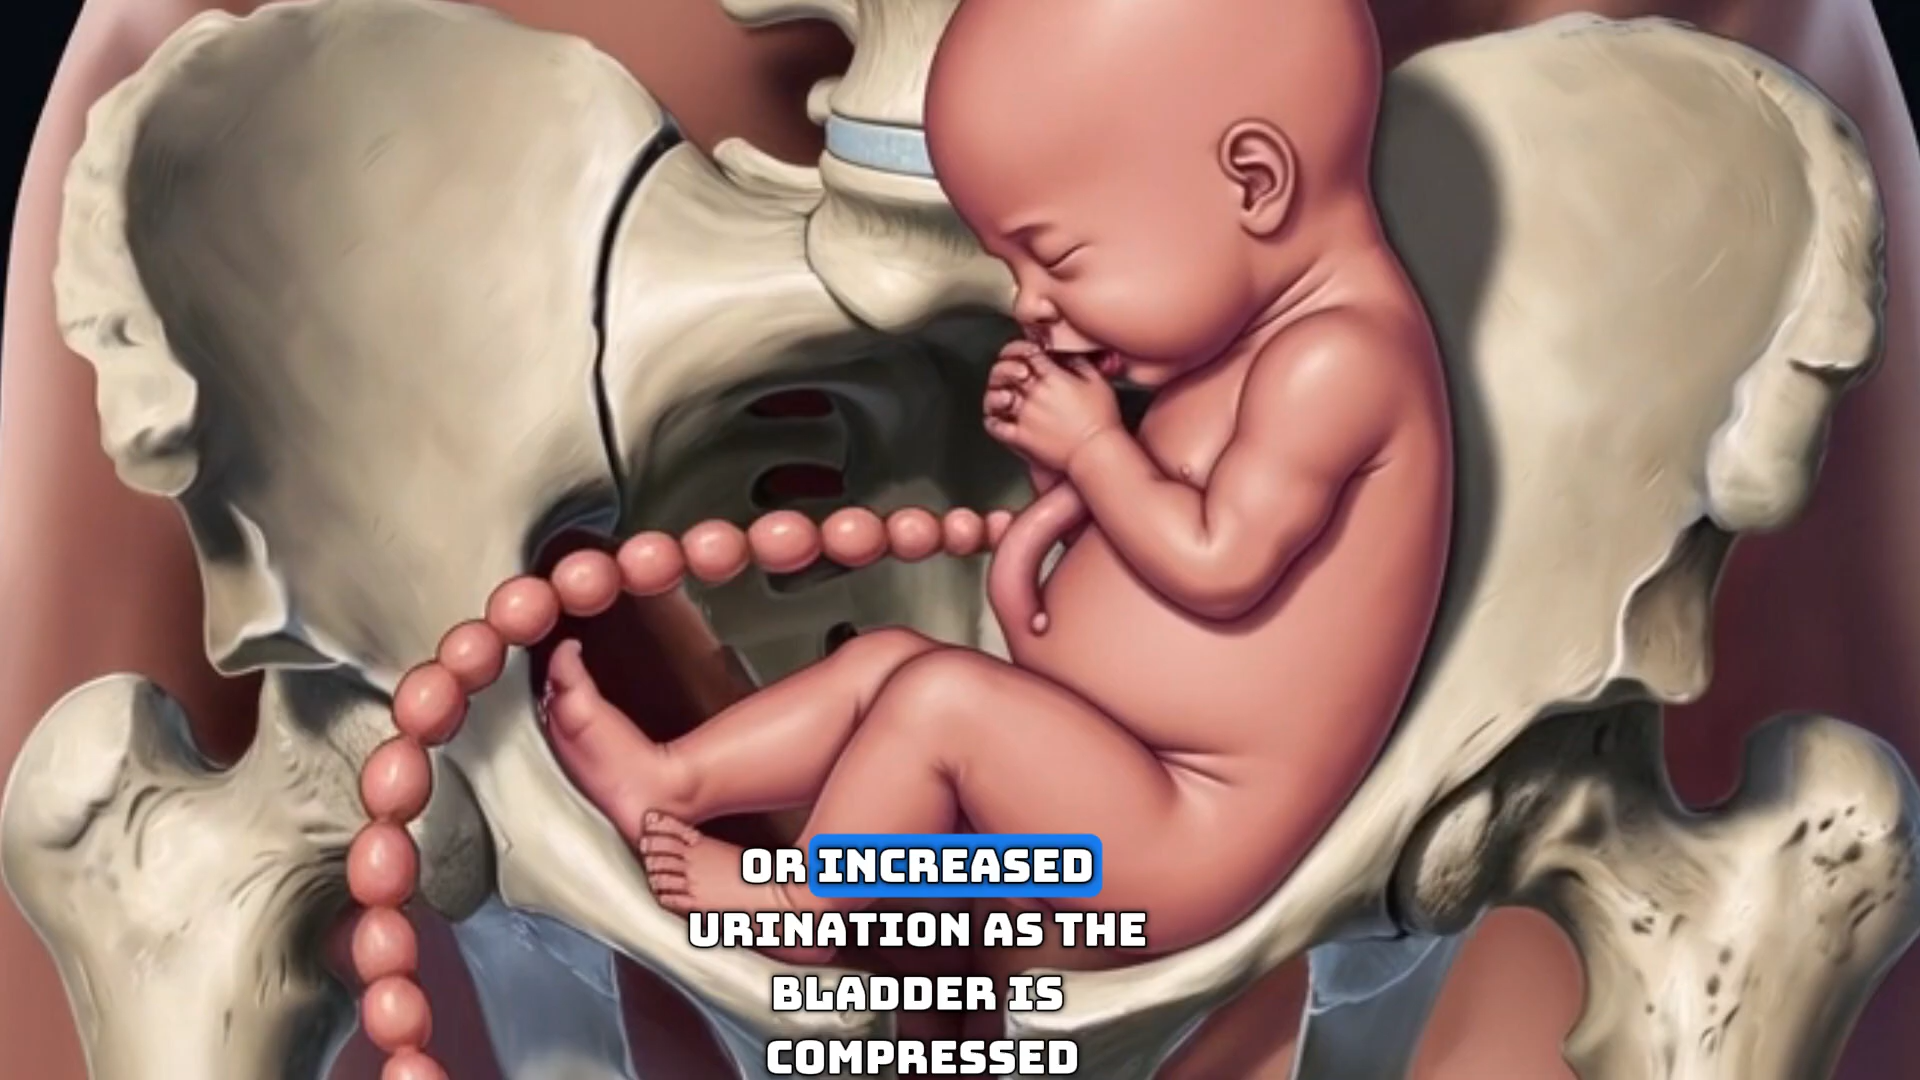 OR INCREASED
URINATION AS THE
BLADDER IS
COMPRESSED